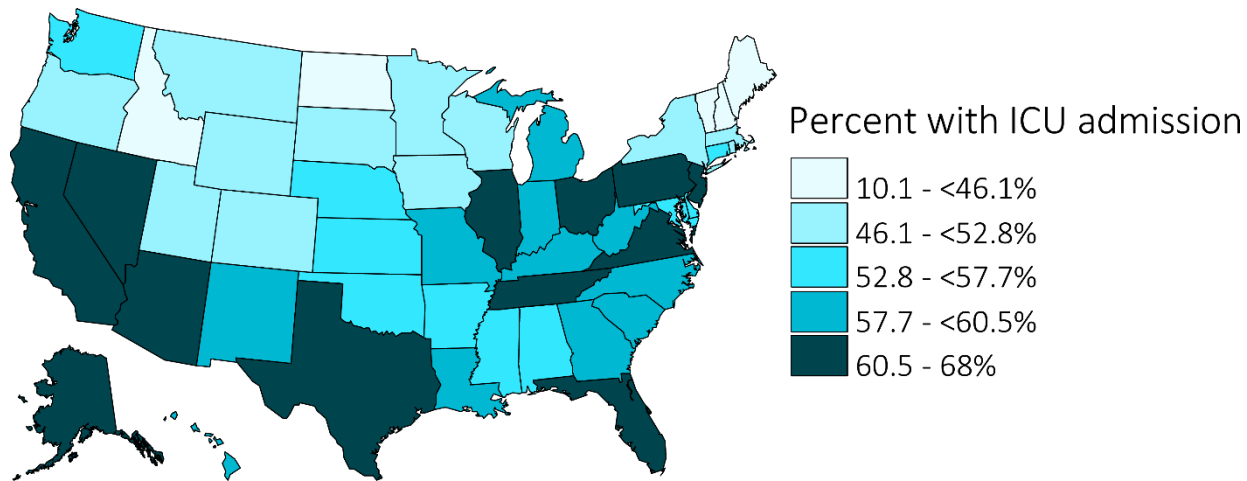 Percent with ICU admission
10.1 - <46.1%
46.1 - <52.8%
52.8 - <57.7%
57.7 - <60.5%
60.5 - 68%